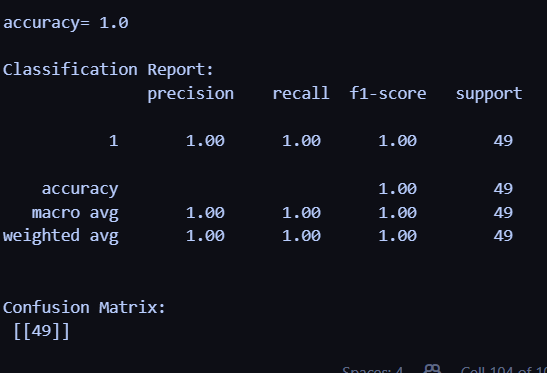 accuracy= 1.0
Classification Report:
precision recall f1-score support
1 1.00 1.00 1.00 49
accuracy 1.00 49
macro avg 1.00 1.00 1.00 49
weighted avg 1.00 1.00 1.00 49
Confusion Matrix:
[[49]]
Spaces: 4 Cell 104 of